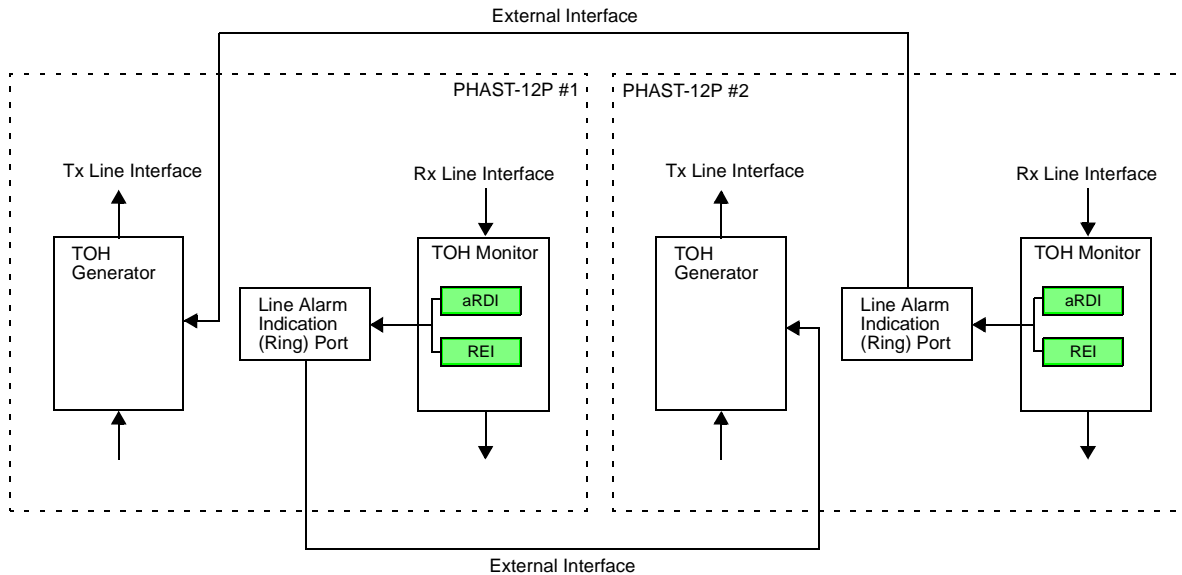 External Interface
PHAST-12P #1
PHAST-12P #2
Tx Line Interface
Rx Line Interface
Tx Line Interface
Rx Line Interface
TOH
Generator
TOH Monitor
aRDI
REI
Line Alarm
Indication
(Ring) Port
TOH
Generator
TOH Monitor
aRDI
REI
Line Alarm
Indication
(Ring) Port
External Interface